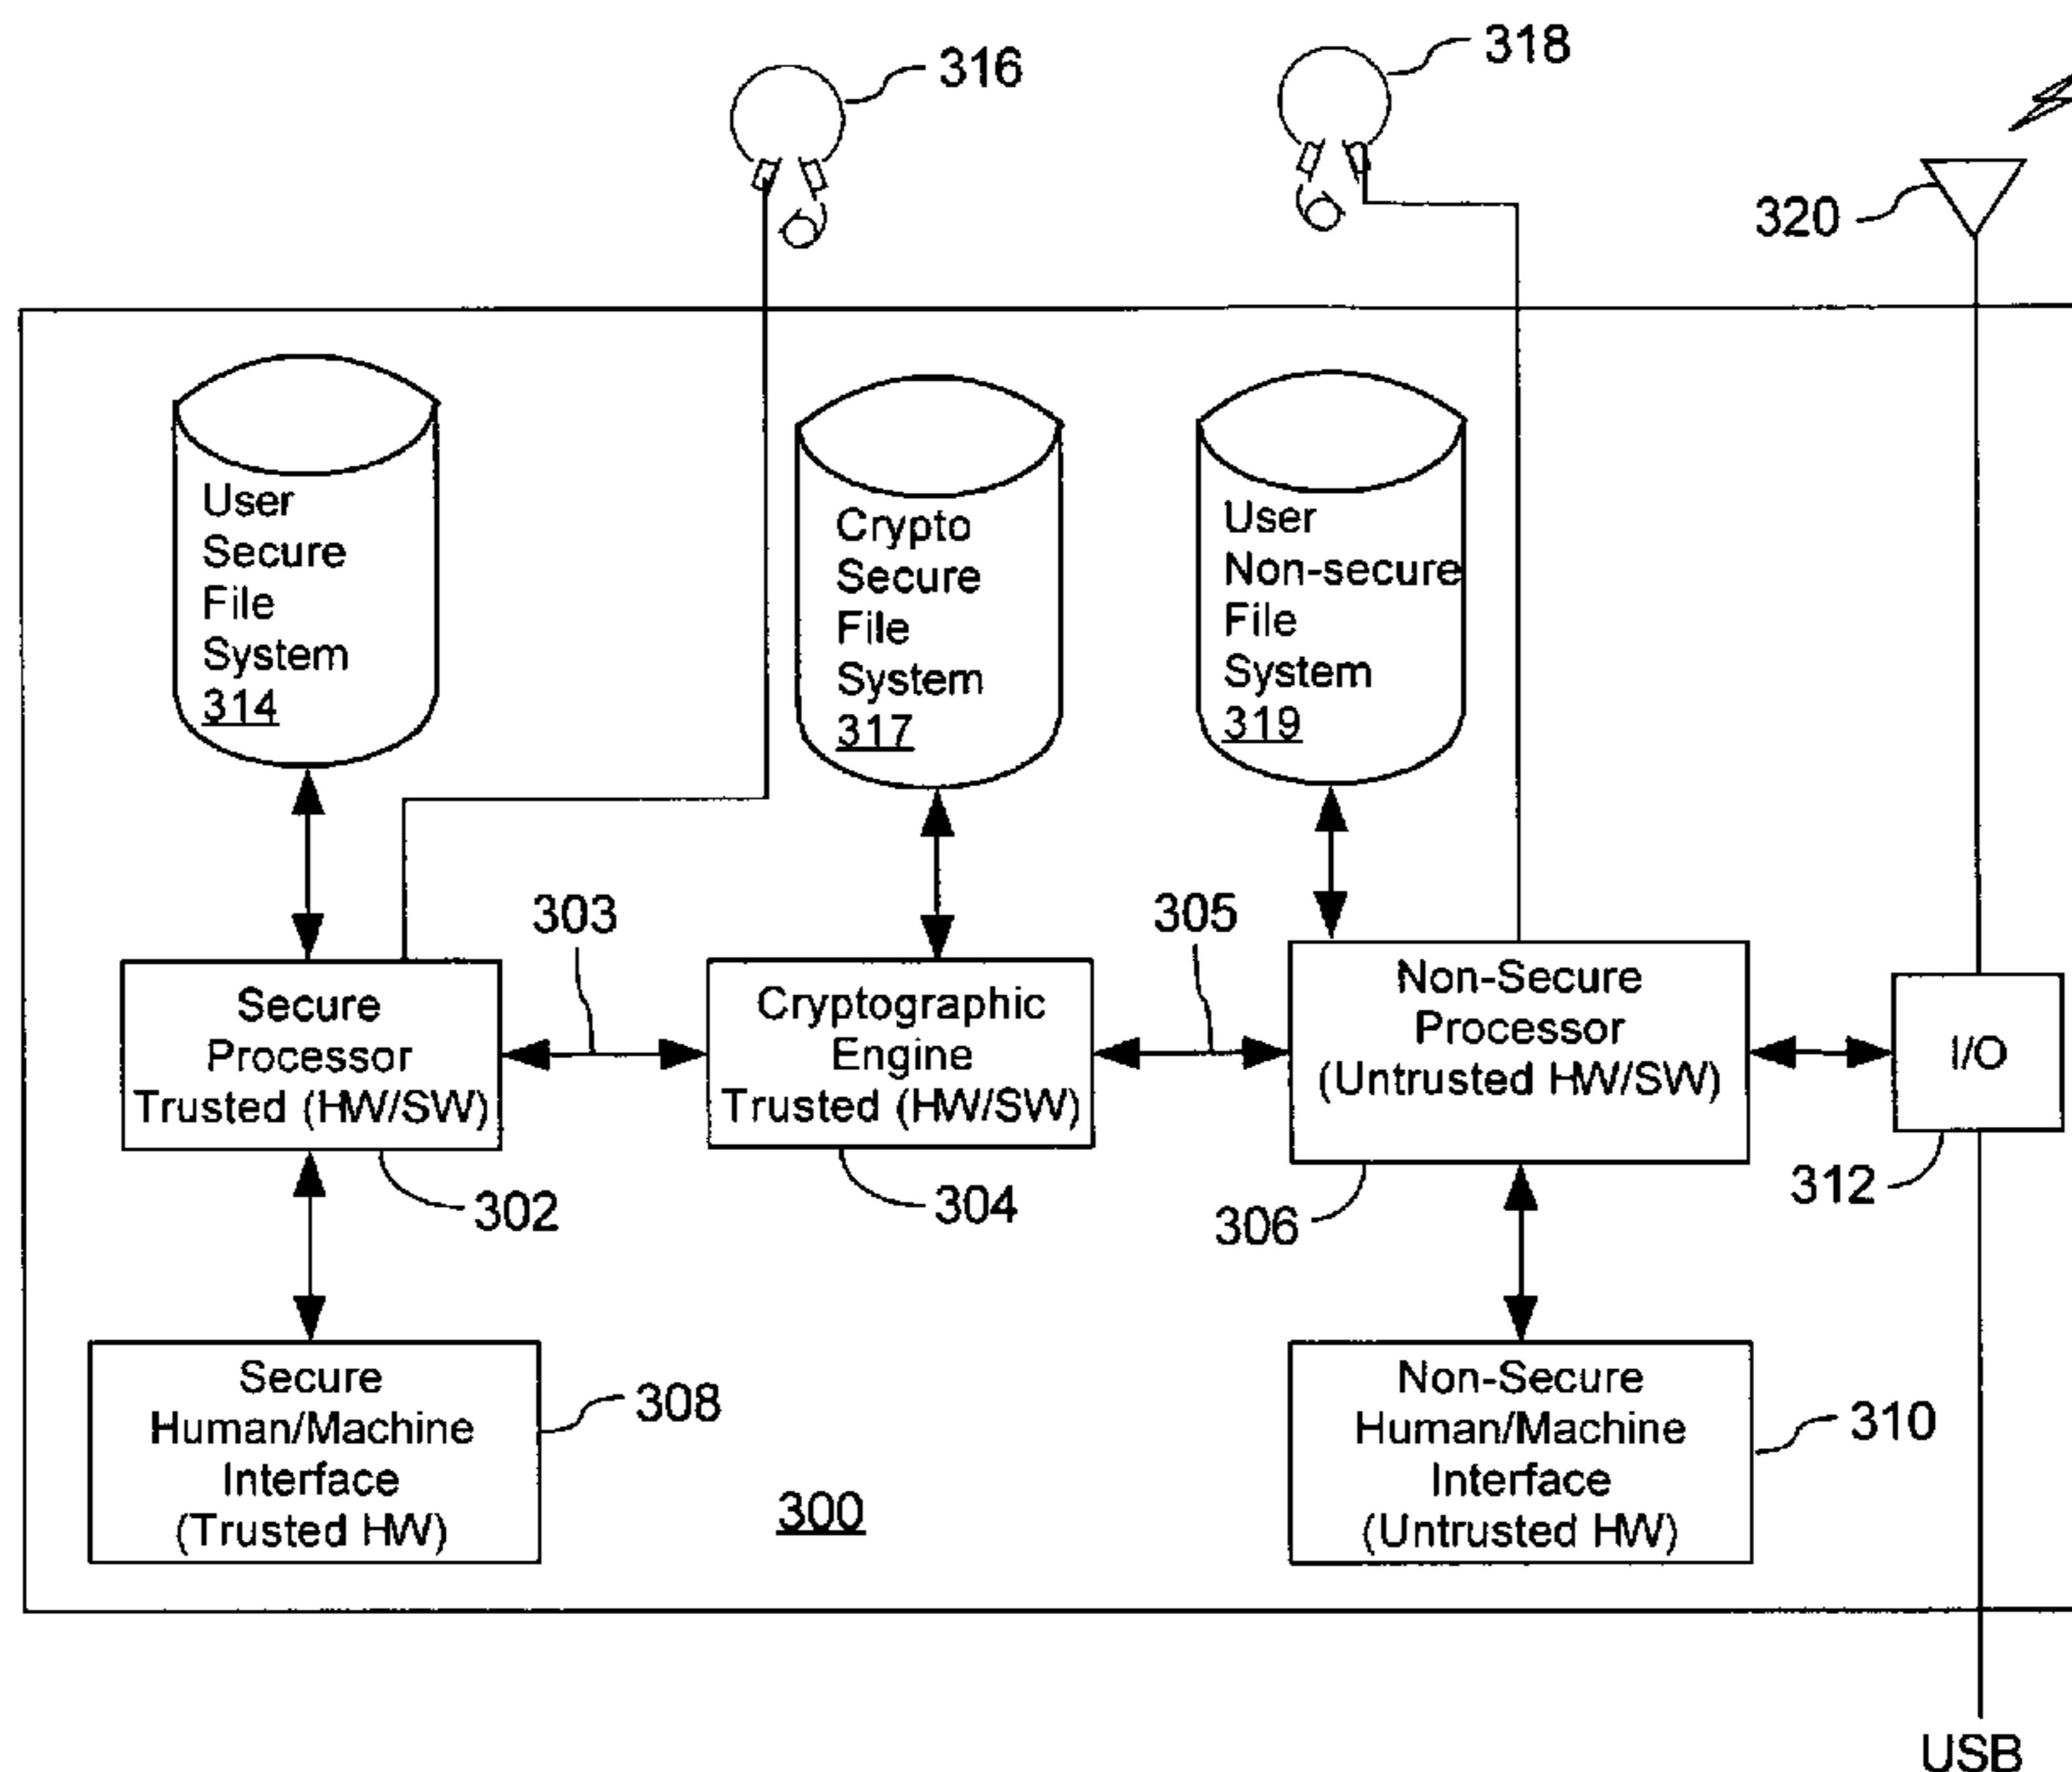 316
318
320
User
Secure
File
System
314
Crypto
Secure
File
System
317
User
Non-secure
File
System
319
303
305
Secure
Processor
Trusted (HW/SW)
Cryptographic
Engine
Trusted (HW/SW)
Non-Secure
Processor
(Untrusted HW/SW)
I/O
302
304
306
312
Secure
Human/Machine
Interface
(Trusted HW)
308
300
Non-Secure
Human/Machine
Interface
(Untrusted HW)
310
USB